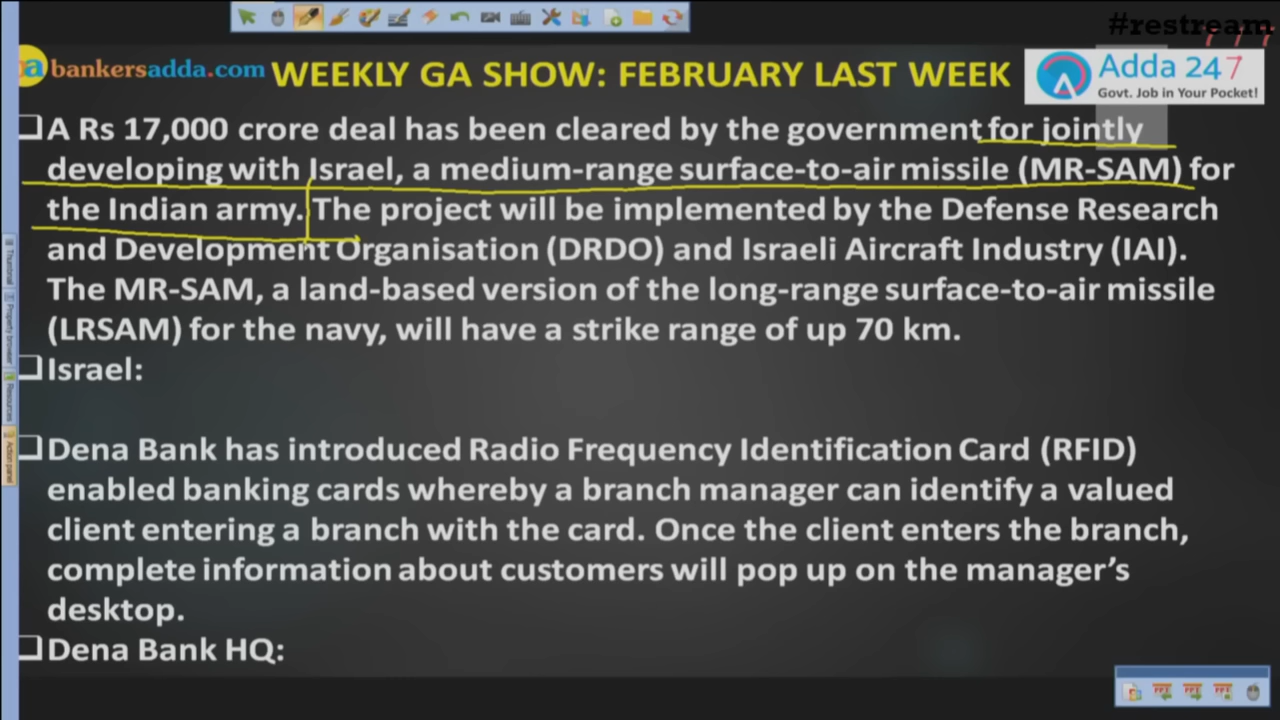 #restream
bankersadda.com WEEKLY GA SHOW: FEBRUARY LAST WEEK
Adda 247
Govt. Job in Your Pocket!
A Rs 17,000 crore deal has been cleared by the government for jointly
developing with Israel, a medium-range surface-to-air missile (MR-SAM) for
the Indian army. The project will be implemented by the Defense Research
and Development Organisation (DRDO) and Israeli Aircraft Industry (IAI).
The MR-SAM, a land-based version of the long-range surface-to-air missile
(LRSAM) for the navy, will have a strike range of up 70 km.
Israel:
Dena Bank has introduced Radio Frequency Identification Card (RFID)
enabled banking cards whereby a branch manager can identify a valued
client entering a branch with the card. Once the client enters the branch,
complete information about customers will pop up on the manager's
desktop.
Dena Bank HQ:
Thumbnail
Property browser
Resources
Action panel